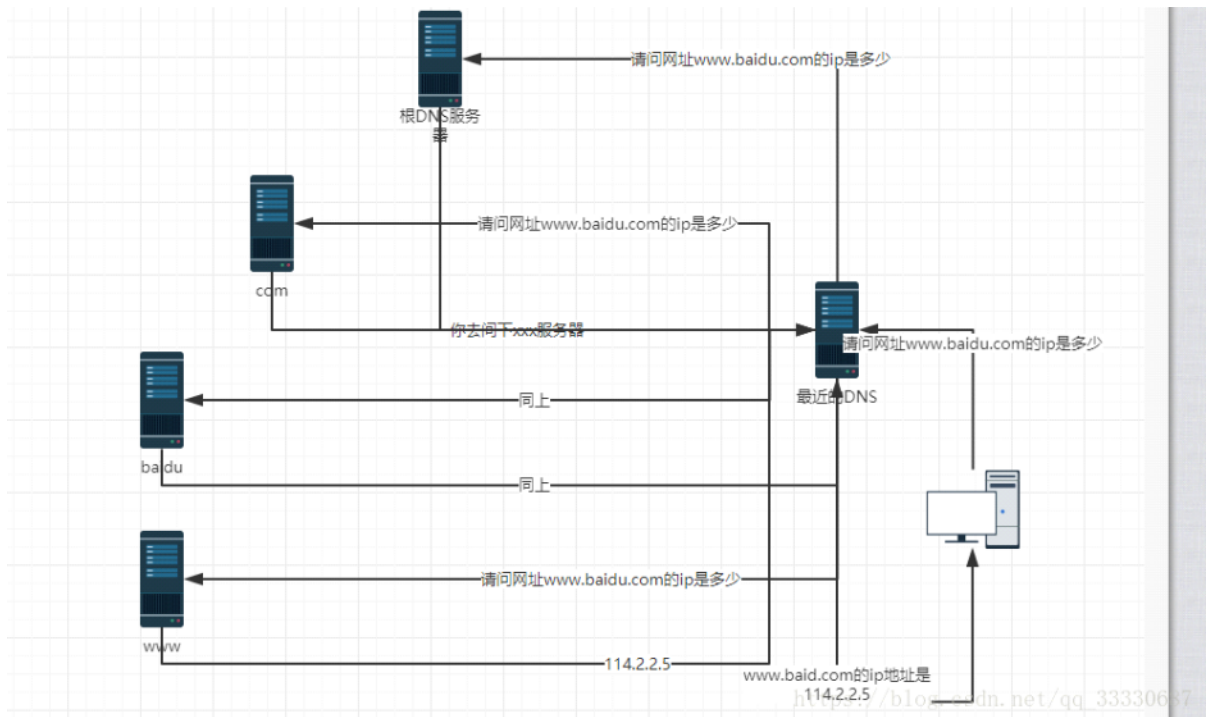 请问网址www.baidu.com的ip是多少
根DNS服务
器
请问网址www.baidu.com的ip是多少
com
你去问下xxx服务器
请问网址www.baidu.com的ip是多少
最近的DNS
同上
baidu
同上
请问网址www.baidu.com的ip是多少
www
114.2.2.5
www.baid.com的ip地址是
114.2.2.5
https://blog.csdn.net/qq_33330687